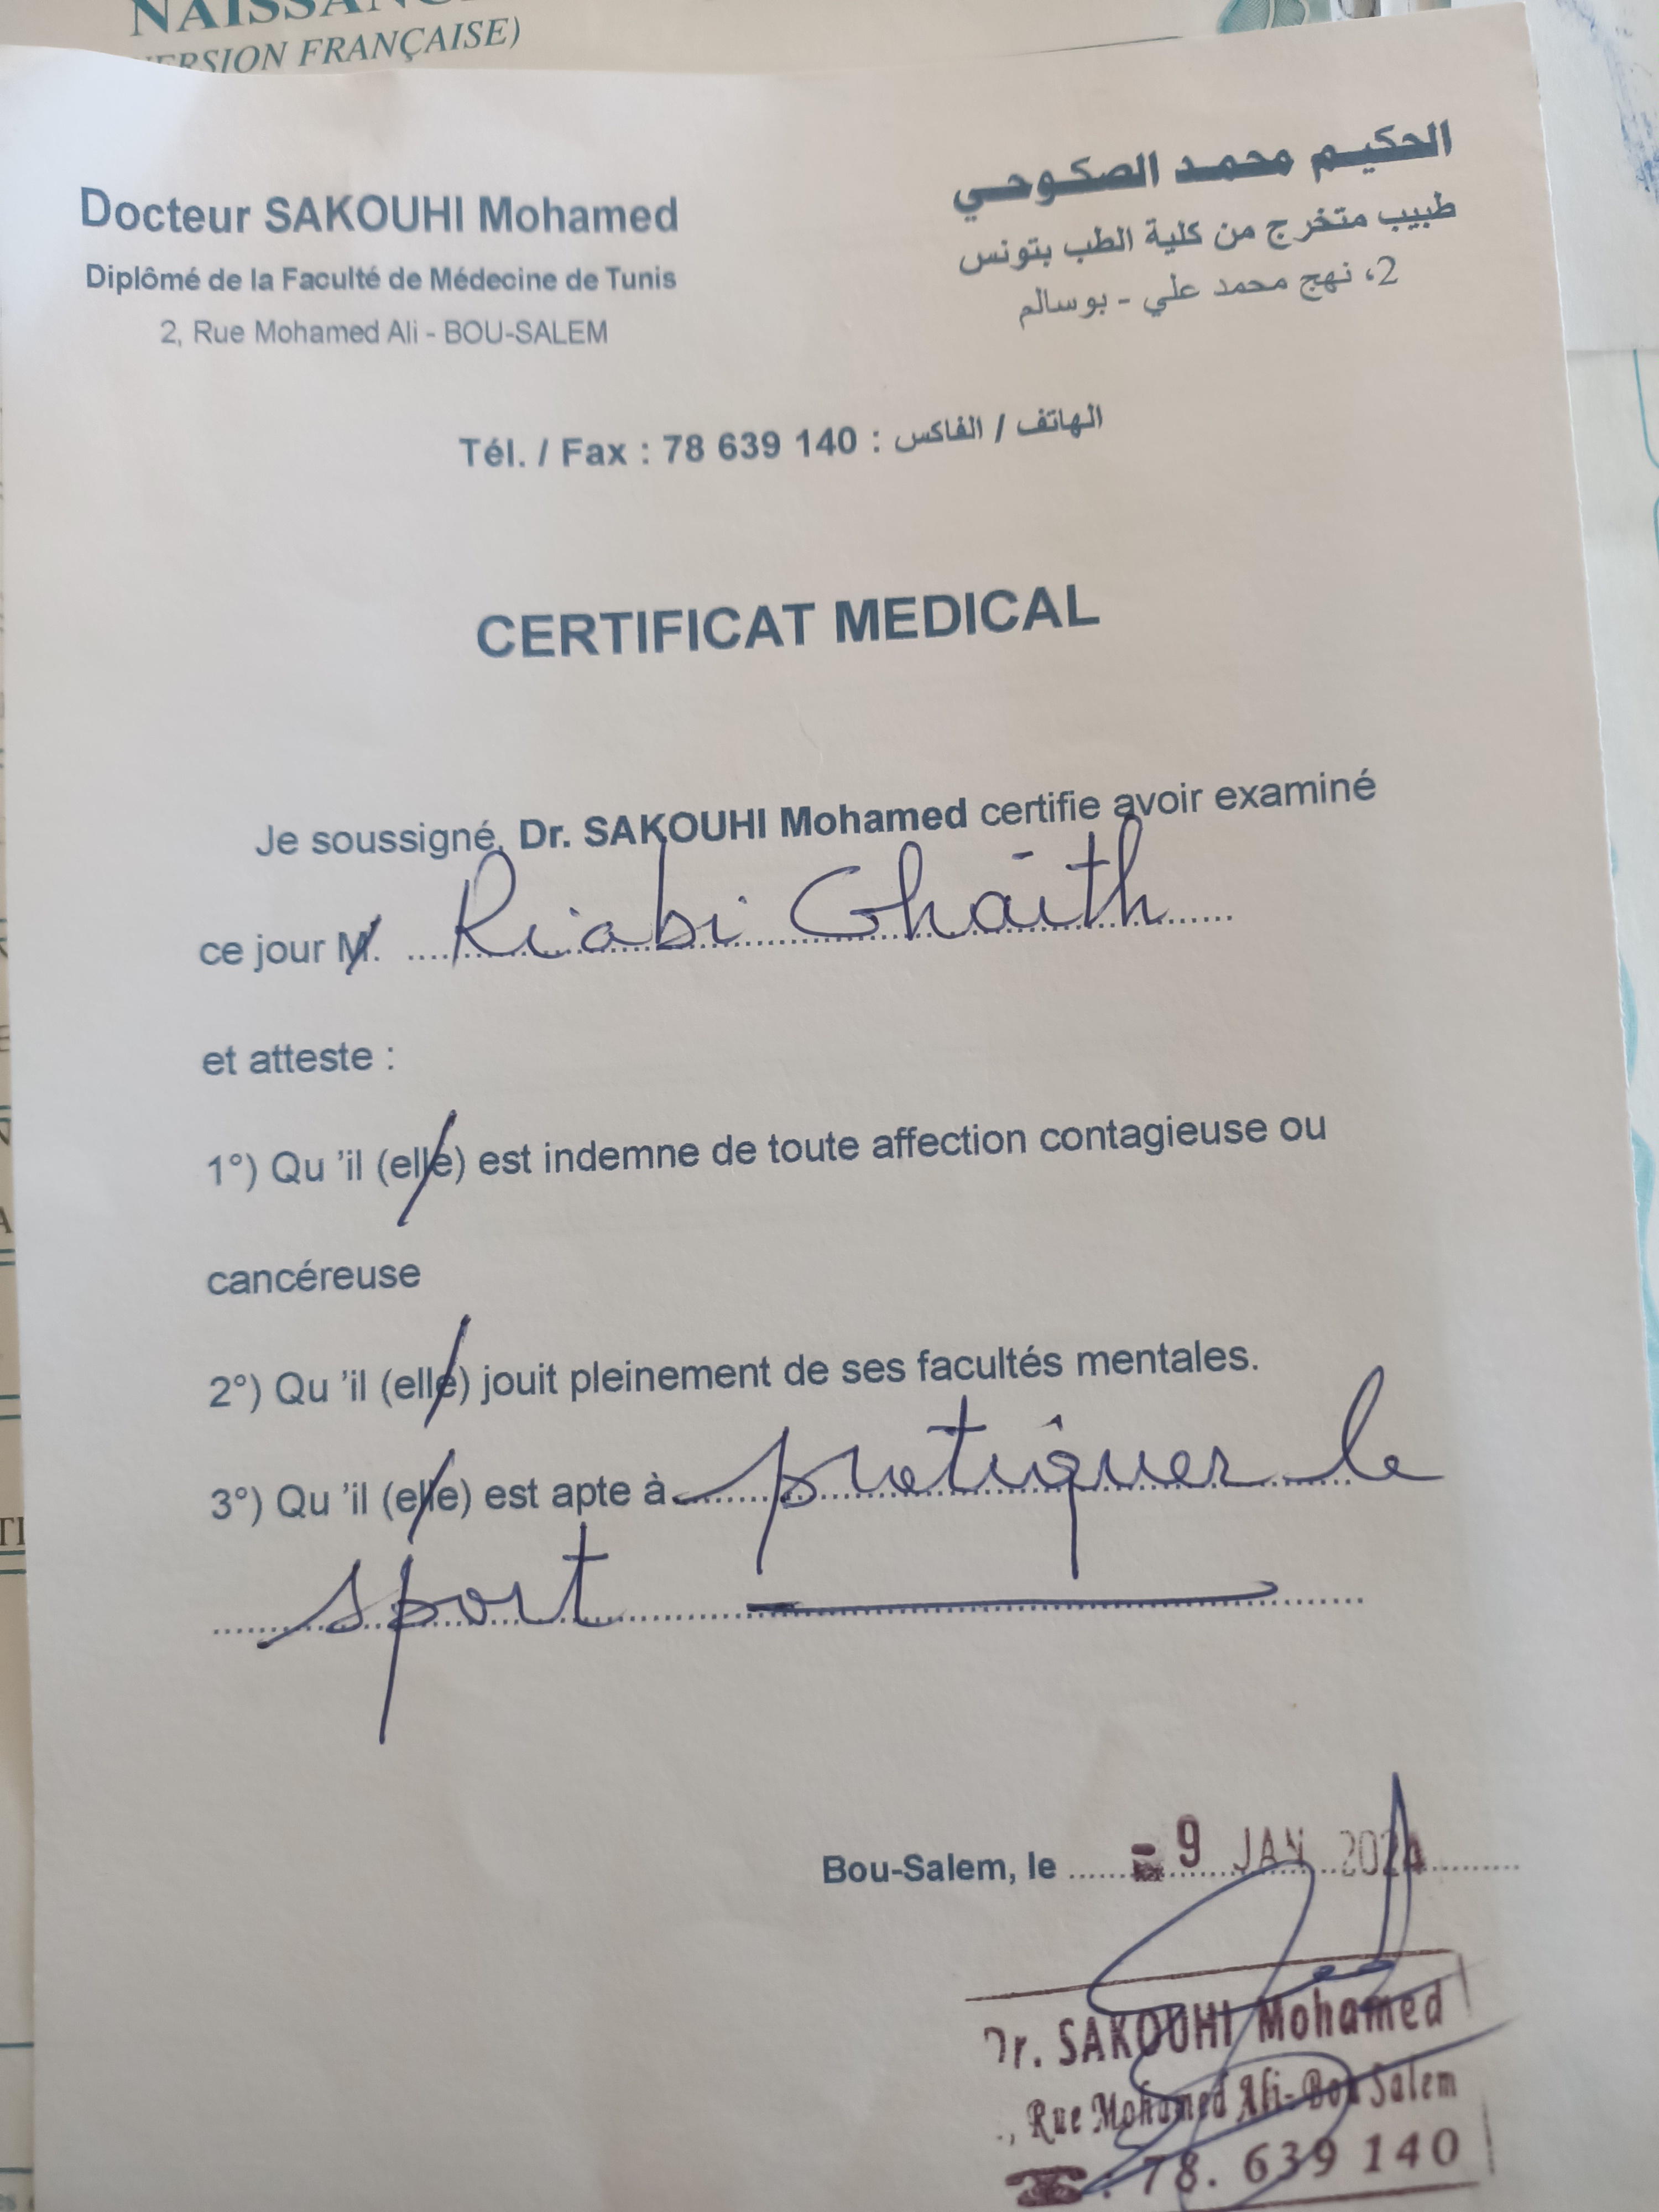 NAISSANC
ERSION FRANÇAISE)
Docteur SAKOUHI Mohamed
Diplômé de la Faculté de Médecine de Tunis
2, Rue Mohamed Ali - BOU-SALEM
الحكيم محمد الصكوحي
طبيب متخرج من كلية الطب بتونس
2، نهج محمد علي - بوسالم
Tél. / Fax : 78 639 140 : الهاتف / الفاكس
CERTIFICAT MEDICAL
Je soussigné, Dr. SAKOUHI Mohamed certifie avoir examiné
ce jour M. Riabi Ghaith
et atteste :
1°) Qu 'il (elle) est indemne de toute affection contagieuse ou
cancéreuse
2°) Qu 'il (elle) jouit pleinement de ses facultés mentales.
3°) Qu 'il (elle) est apte à pratiquer le
sport
Bou-Salem, le - 9 JAN 2024
Dr. SAKOUHI Mohamed
, Rue Mohamed Ali-Bou Salem
☎: 78. 639 140